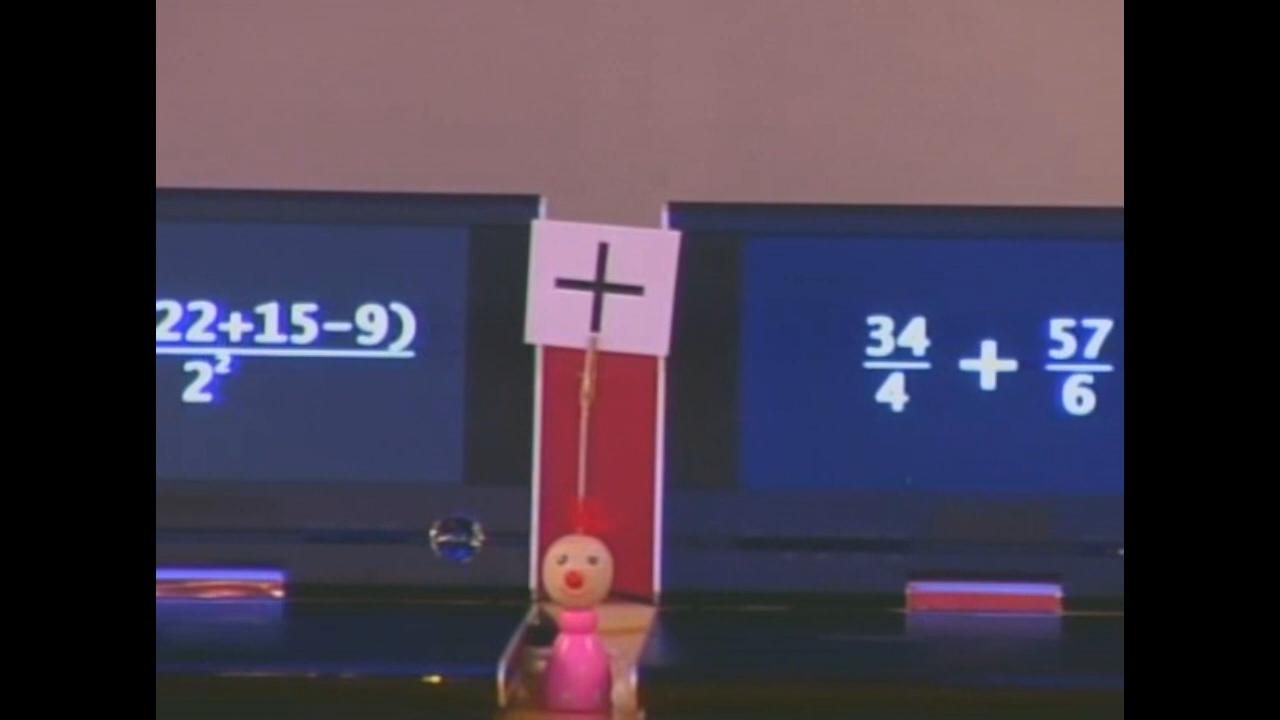 22+15−9)
2²
+
34 + 57
4 6